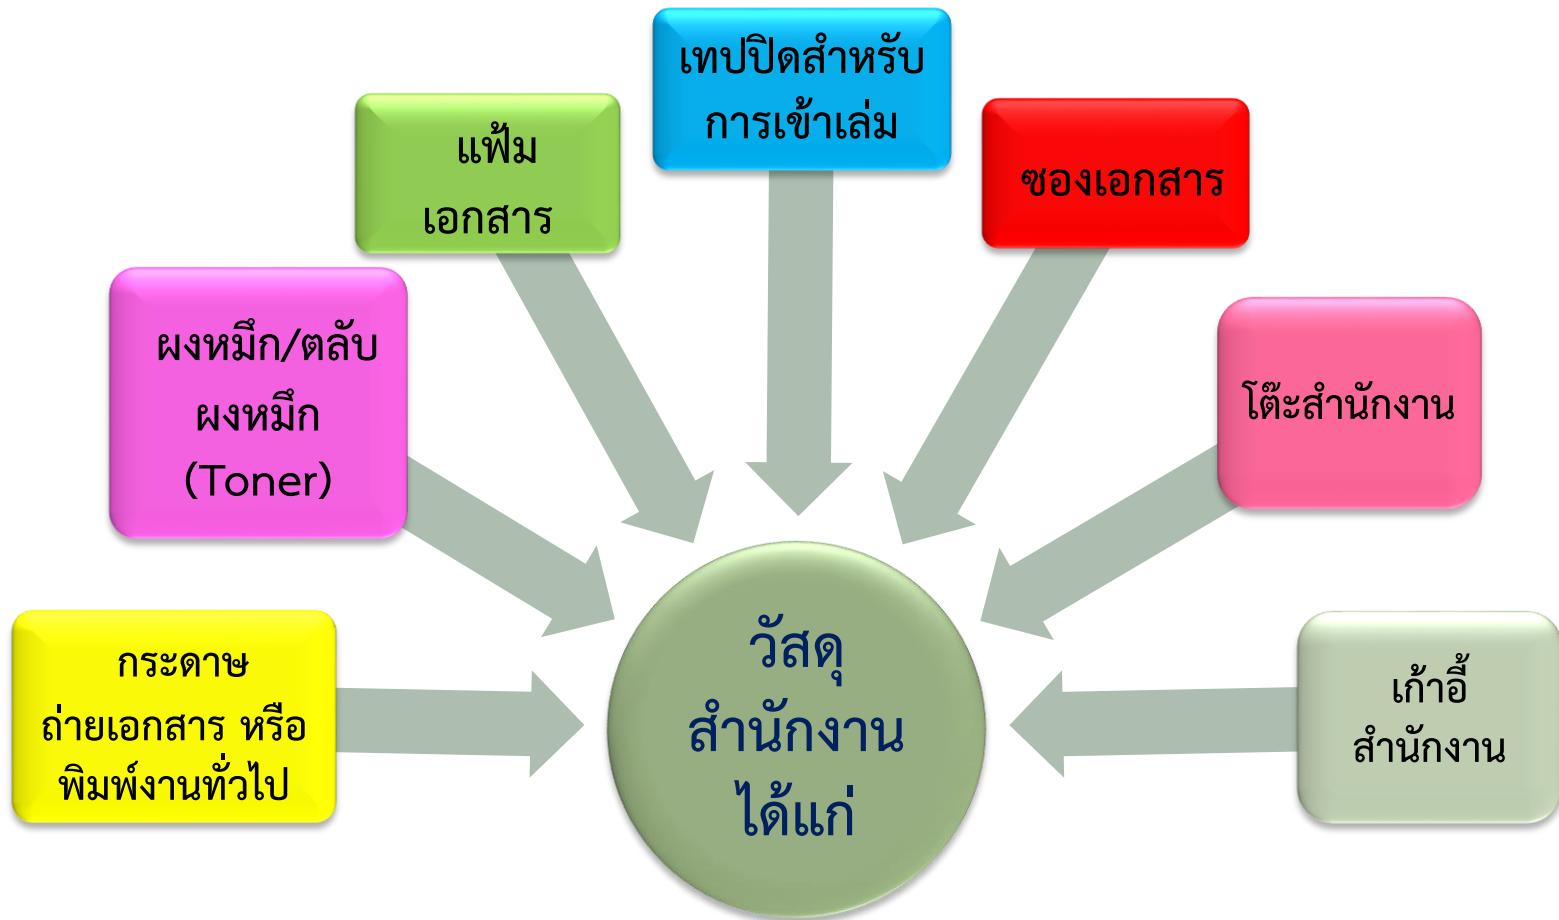 เทปปิดสำหรับ
การเข้าเล่ม
แฟ้ม
เอกสาร
ซองเอกสาร
ผงหมึก/ตลับ
ผงหมึก
(Toner)
โต๊ะสำนักงาน
กระดาษ
ถ่ายเอกสาร หรือ
พิมพ์งานทั่วไป
เก้าอี้
สำนักงาน
วัสดุ
สำนักงาน
ได้แก่